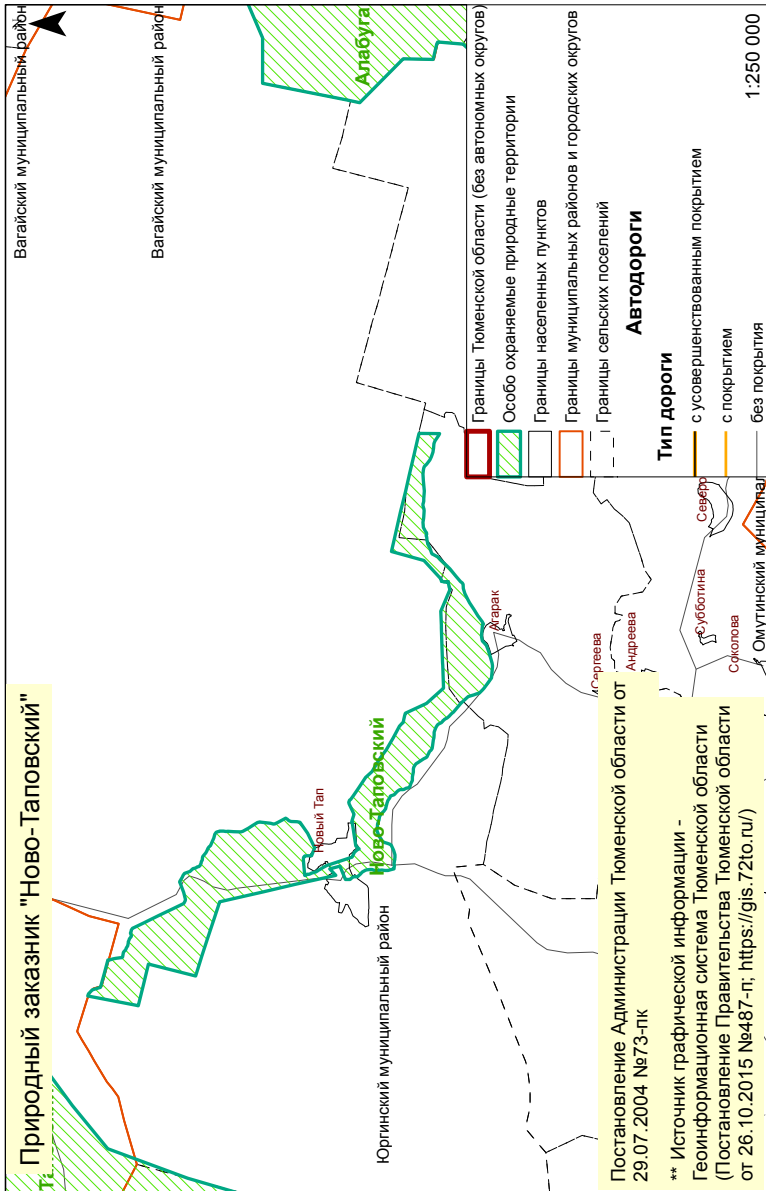 Природный заказник "Ново-Таповский"
Вагайский муниципальный район
Вагайский муниципальный район
Алабуга
Новый Тап
Ново-Таповский
Юргинский муниципальный район
Агарак
Сергеева
Андреева
Субботина
Северо
Соколова
Омутинский муниципал
Границы Тюменской области (без автономных округов)
Особо охраняемые природные территории
Границы населенных пунктов
Границы муниципальных районов и городских округов
Границы сельских поселений
Автодороги
Тип дороги
с усовершенствованным покрытием
с покрытием
без покрытия
1:250 000
Постановление Администрации Тюменской области от
29.07.2004 №73-пк
** Источник графической информации -
Геоинформационная система Тюменской области
(Постановление Правительства Тюменской области
от 26.10.2015 №487-п; https://gis.72to.ru/)